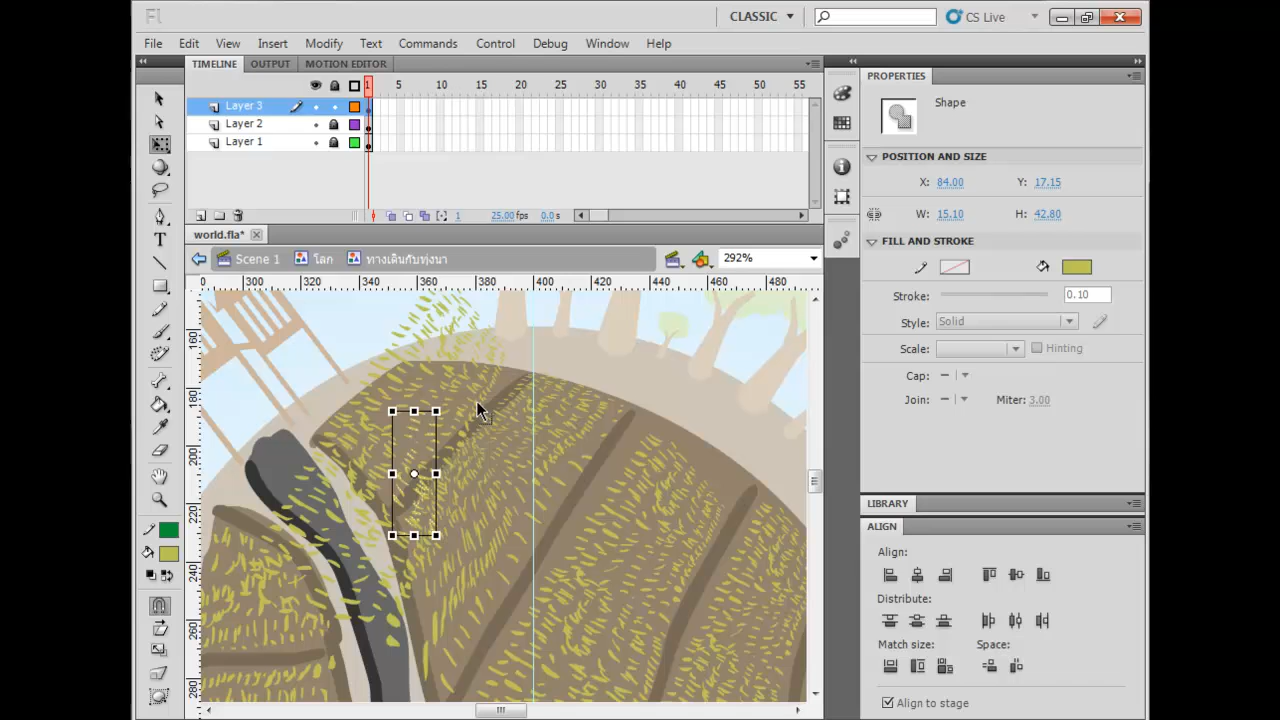 Fl
CLASSIC
CS Live
File Edit View Insert Modify Text Commands Control Debug Window Help
TIMELINE OUTPUT MOTION EDITOR
1 5 10 15 20 25 30 35 40 45 50 55
Layer 3
Layer 2
Layer 1
1 25.00 fps 0.0 s
world.fla*
Scene 1 โลก ทางเดินกับทุ่งนา 292%
300 320 340 360 380 400 420 440 460 480
160
180
200
220
240
260
280
PROPERTIES
Shape
POSITION AND SIZE
X: 84.00 Y: 17.15
W: 15.10 H: 42.80
FILL AND STROKE
Stroke: 0.10
Style: Solid
Scale: Hinting
Cap:
Join: Miter: 3.00
LIBRARY
ALIGN
Align:
Distribute:
Match size: Space:
Align to stage